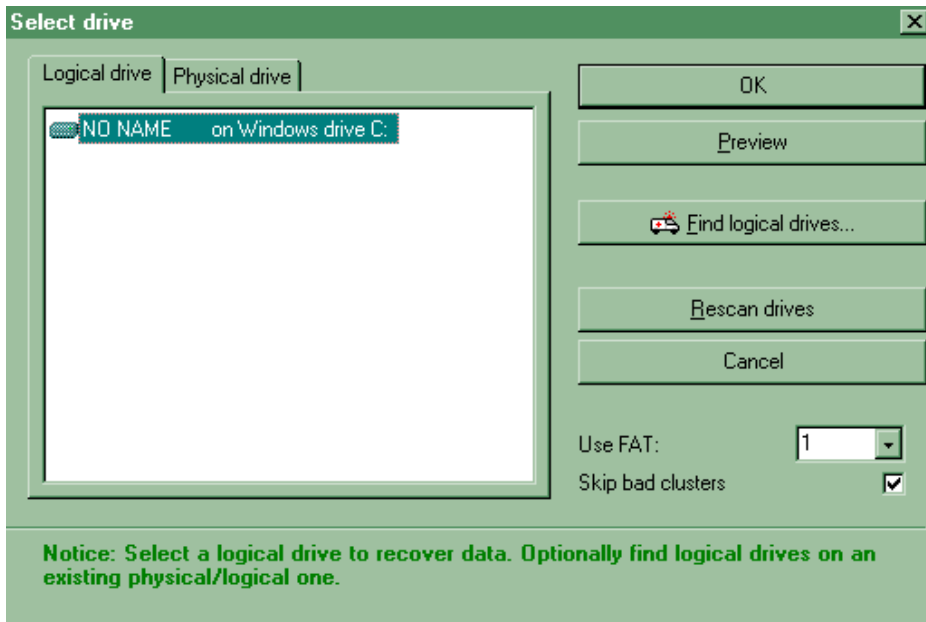 Select drive
Logical drive
Physical drive
NO NAME on Windows drive C:
OK
Preview
Find logical drives...
Rescan drives
Cancel
Use FAT: 1
Skip bad clusters
Notice: Select a logical drive to recover data. Optionally find logical drives on an
existing physical/logical one.